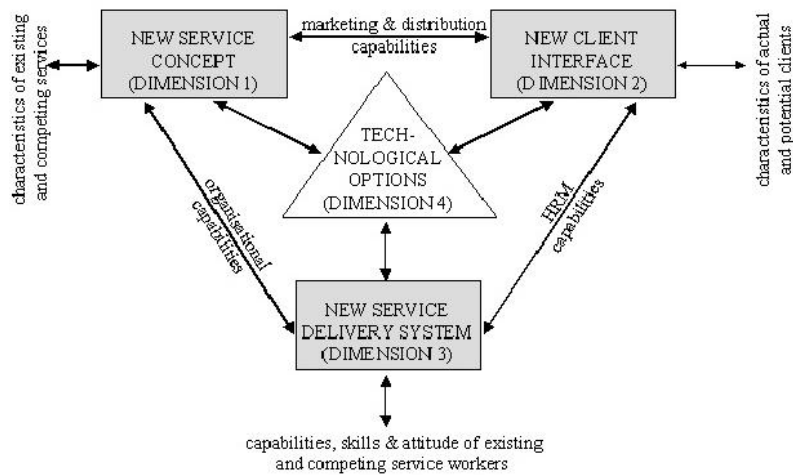 marketing & distribution
capabilities
NEW SERVICE
CONCEPT
(DIMENSION 1)
NEW CLIENT
INTERFACE
(DIMENSION 2)
characteristics of existing
and competing services
characteristics of actual
and potential clients
TECH-
NOLOGICAL
OPTIONS
(DIMENSION 4)
organisational
capabilities
HRM
capabilities
NEW SERVICE
DELIVERY SYSTEM
(DIMENSION 3)
capabilities, skills & attitude of existing
and competing service workers